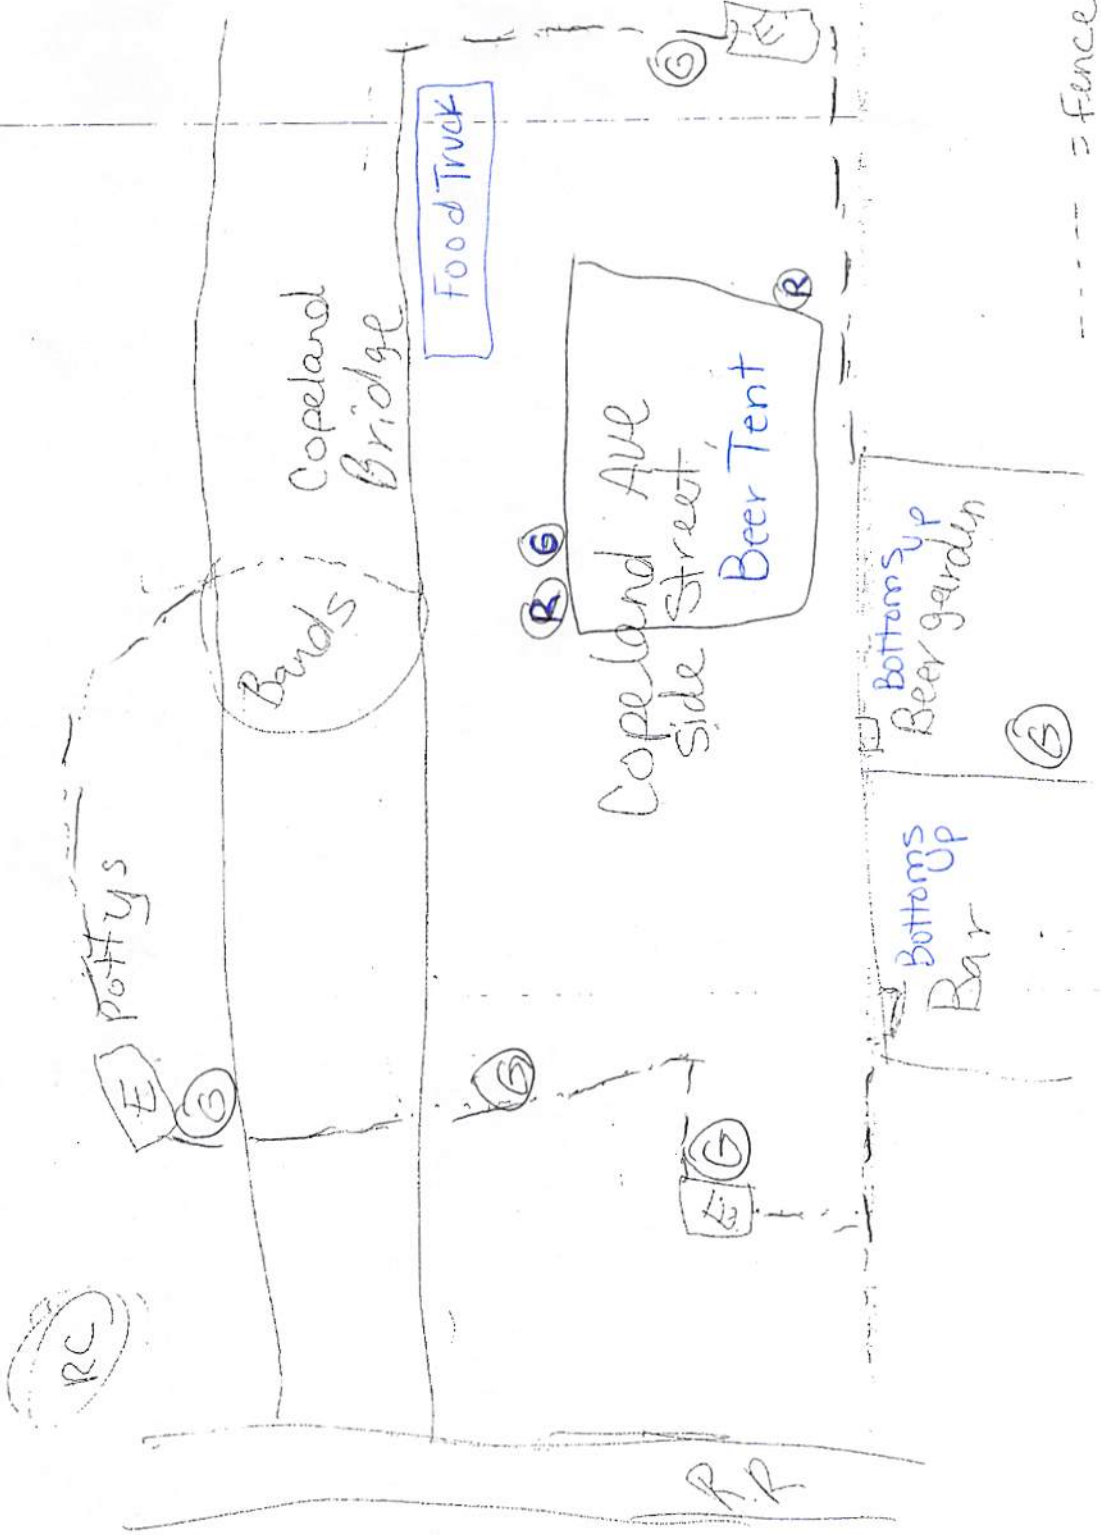 RC
E
Pottys
G
Bands
Copeland
Bridge
Food Truck
G
R
G
Copeland Ave
Side Street
Beer Tent
R
G
E
E
G
R.R
Bottoms
Up
Bar
Bottoms
Up
Beer garden
G
---- = Fence